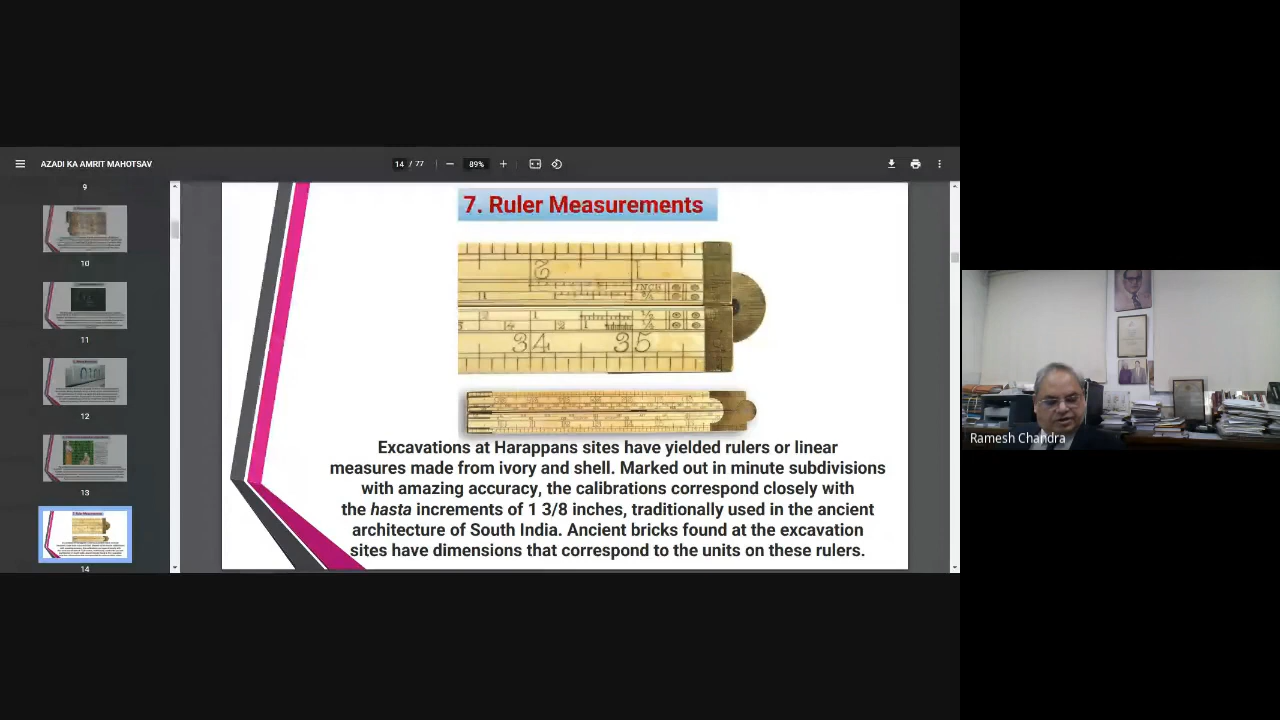 AZADI KA AMRIT MAHOTSAV
14 / 77
89%
9
10
11
12
13
14
7. Ruler Measurements
2 1
INCH
34 35
Excavations at Harappans sites have yielded rulers or linear
measures made from ivory and shell. Marked out in minute subdivisions
with amazing accuracy, the calibrations correspond closely with
the hasta increments of 1 3/8 inches, traditionally used in the ancient
architecture of South India. Ancient bricks found at the excavation
sites have dimensions that correspond to the units on these rulers.
Ramesh Chandra